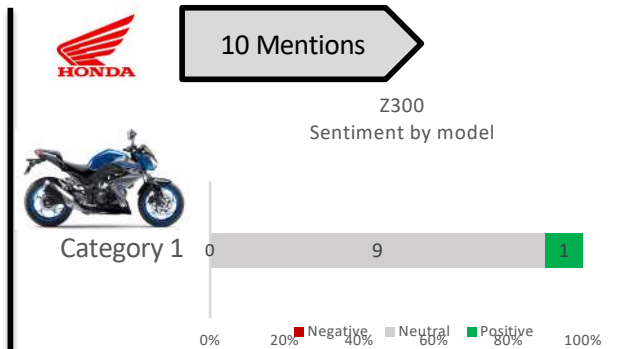 HONDA
10 Mentions
Z300
Sentiment by model
Category 1 0 9 1
Negative Neutral Positive
0% 20% 40% 60% 80% 100%